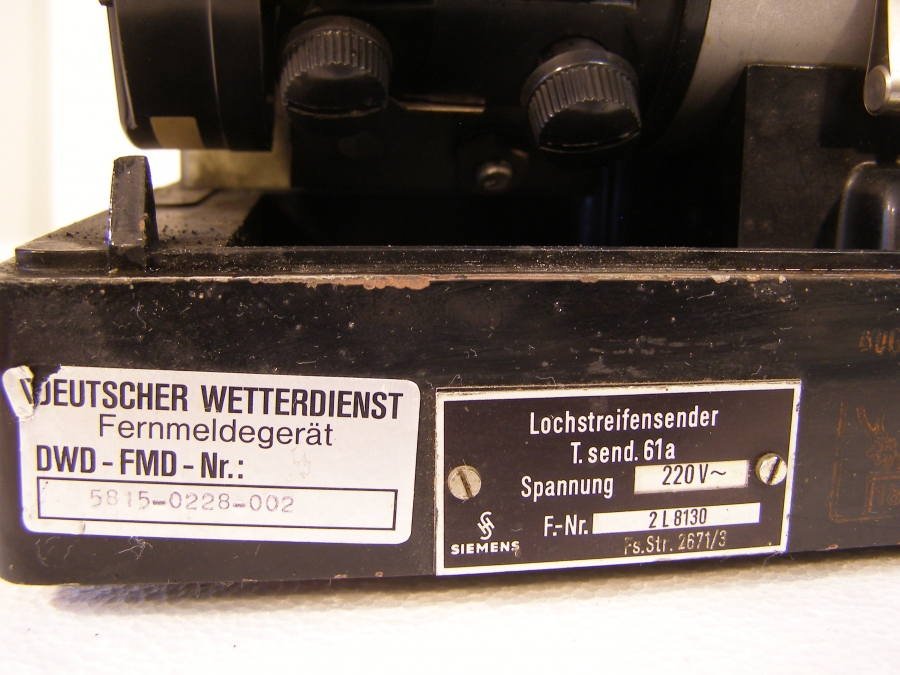 DEUTSCHER WETTERDIENST
Fernmeldegerät
DWD-FMD-Nr.:
5815-0228-002
Lochstreifensender
T. send. 61a
Spannung 220 V~
F.-Nr. 2 L 8130
SIEMENS
Fs.Str. 2671/3